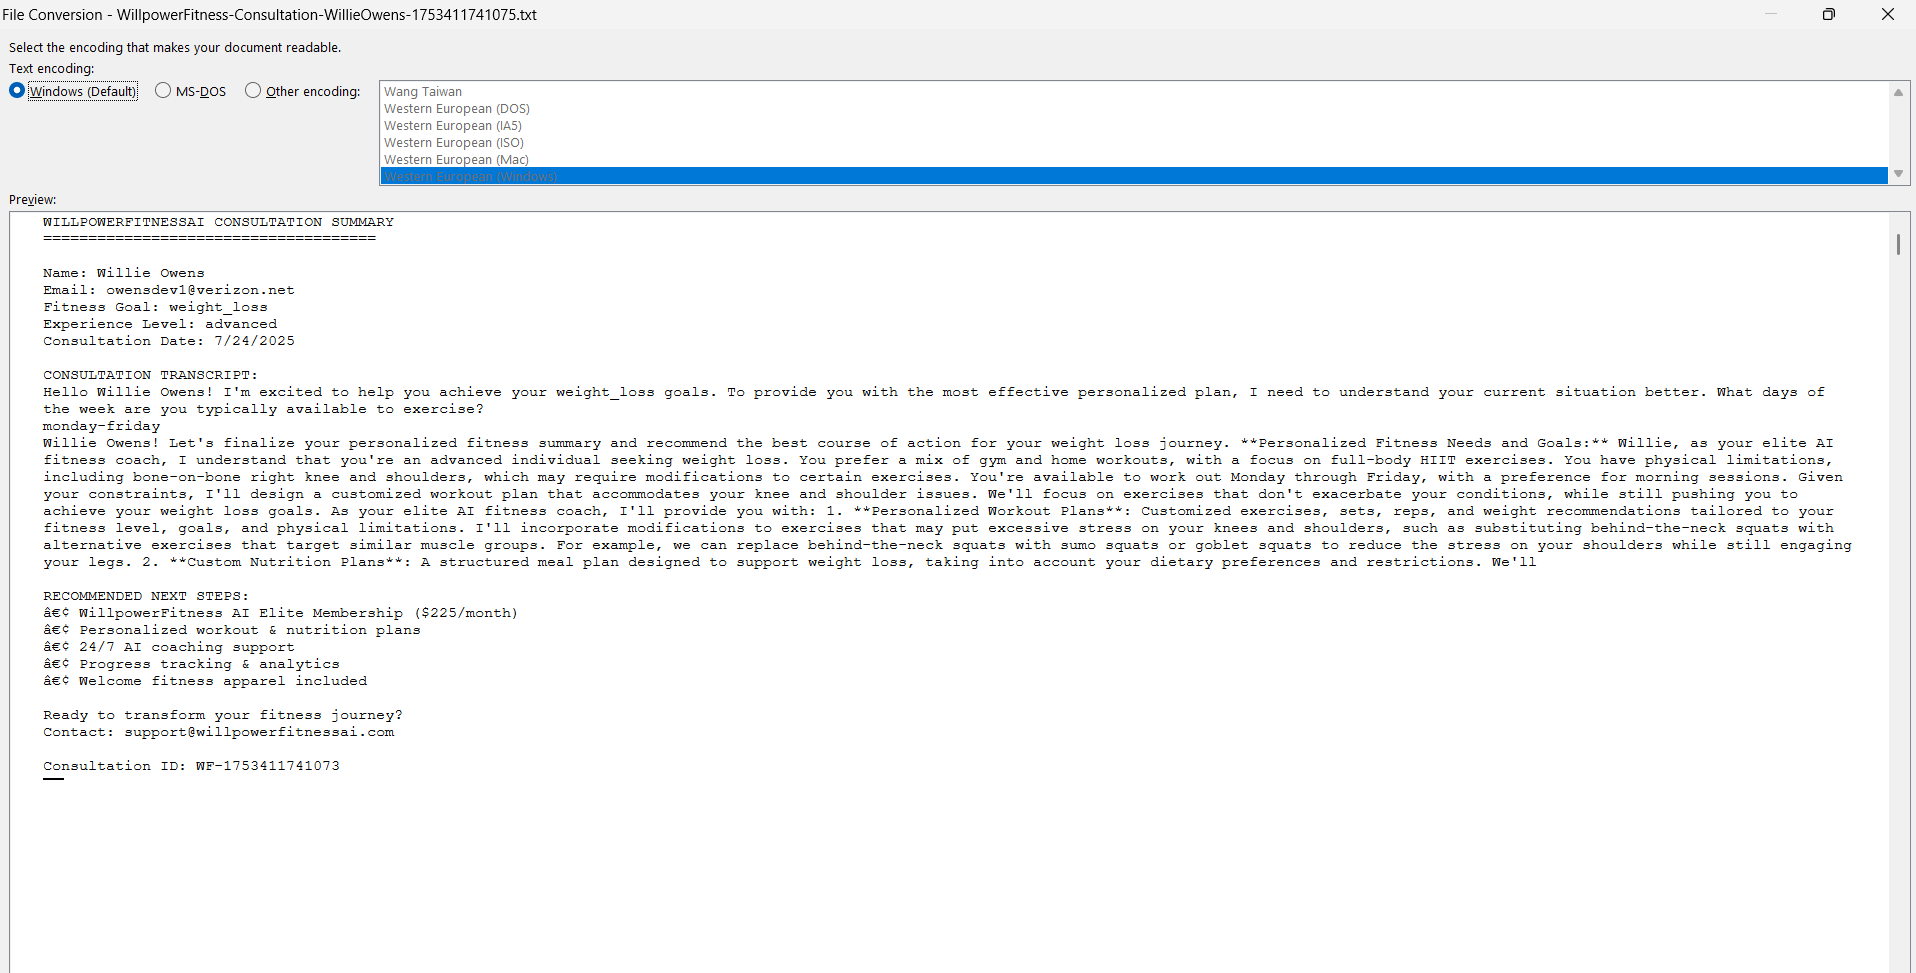 File Conversion - WillpowerFitness-Consultation-WillieOwens-1753411741075.txt
Select the encoding that makes your document readable.
Text encoding:
Windows (Default) MS-DOS Other encoding:
Wang Taiwan
Western European (DOS)
Western European (IA5)
Western European (ISO)
Western European (Mac)
Western European (Windows)
Preview:
WILLPOWERFITNESSAI CONSULTATION SUMMARY
=====================================
Name: Willie Owens
Email: owensdev1@verizon.net
Fitness Goal: weight_loss
Experience Level: advanced
Consultation Date: 7/24/2025
CONSULTATION TRANSCRIPT:
Hello Willie Owens! I'm excited to help you achieve your weight_loss goals. To provide you with the most effective personalized plan, I need to understand your current situation better. What days of
the week are you typically available to exercise?
monday-friday
Willie Owens! Let's finalize your personalized fitness summary and recommend the best course of action for your weight loss journey. **Personalized Fitness Needs and Goals:** Willie, as your elite AI
fitness coach, I understand that you're an advanced individual seeking weight loss. You prefer a mix of gym and home workouts, with a focus on full-body HIIT exercises. You have physical limitations,
including bone-on-bone right knee and shoulders, which may require modifications to certain exercises. You're available to work out Monday through Friday, with a preference for morning sessions. Given
your constraints, I'll design a customized workout plan that accommodates your knee and shoulder issues. We'll focus on exercises that don't exacerbate your conditions, while still pushing you to
achieve your weight loss goals. As your elite AI fitness coach, I'll provide you with: 1. **Personalized Workout Plans**: Customized exercises, sets, reps, and weight recommendations tailored to your
fitness level, goals, and physical limitations. I'll incorporate modifications to exercises that may put excessive stress on your knees and shoulders, such as substituting behind-the-neck squats with
alternative exercises that target similar muscle groups. For example, we can replace behind-the-neck squats with sumo squats or goblet squats to reduce the stress on your shoulders while still engaging
your legs. 2. **Custom Nutrition Plans**: A structured meal plan designed to support weight loss, taking into account your dietary preferences and restrictions. We'll
RECOMMENDED NEXT STEPS:
â€¢ WillpowerFitness AI Elite Membership ($225/month)
â€¢ Personalized workout & nutrition plans
â€¢ 24/7 AI coaching support
â€¢ Progress tracking & analytics
â€¢ Welcome fitness apparel included
Ready to transform your fitness journey?
Contact: support@willpowerfitnessai.com
Consultation ID: WF-1753411741073